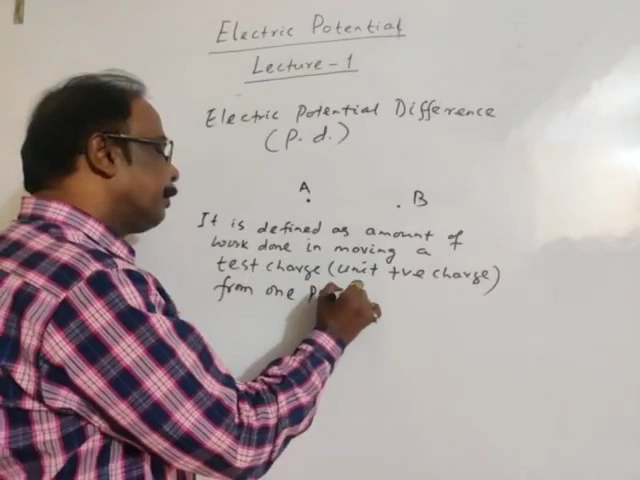 Electric Potential
Lecture - 1
Electric Potential Difference
(P. d.)
A
B
It is defined as amount of
work done in moving a
test charge (unit +ve charge)
from one